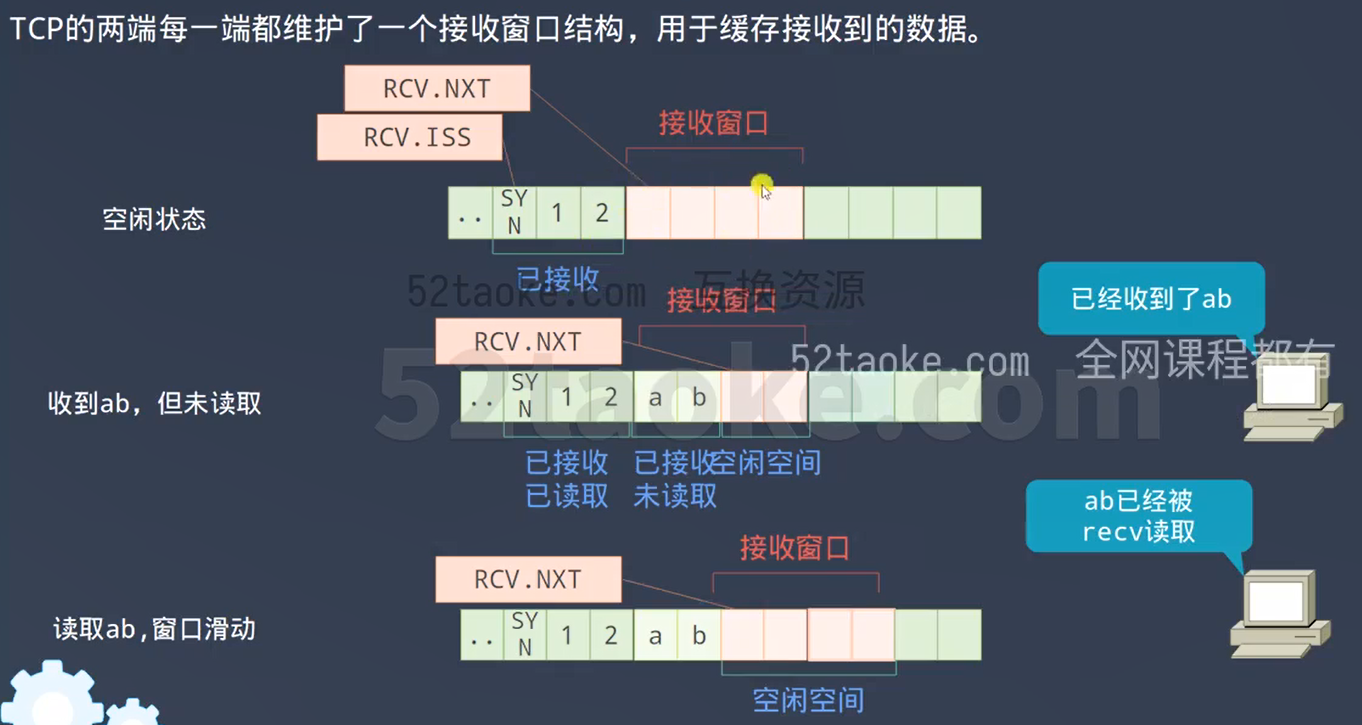 TCP的两端每一端都维护了一个接收窗口结构，用于缓存接收到的数据。
RCV.NXT
RCV.ISS
接收窗口
空闲状态
.. SY N 1 2
已接收
52taoke.com 互换资源
接收窗口
已经收到了ab
RCV.NXT
52taoke.com 全网课程都有
52taoke.com
收到ab，但未读取
.. SY N 1 2 a b
已接收 已接收 空闲空间
已读取 未读取
ab已经被
recv读取
接收窗口
RCV.NXT
读取ab,窗口滑动
.. SY N 1 2 a b
空闲空间